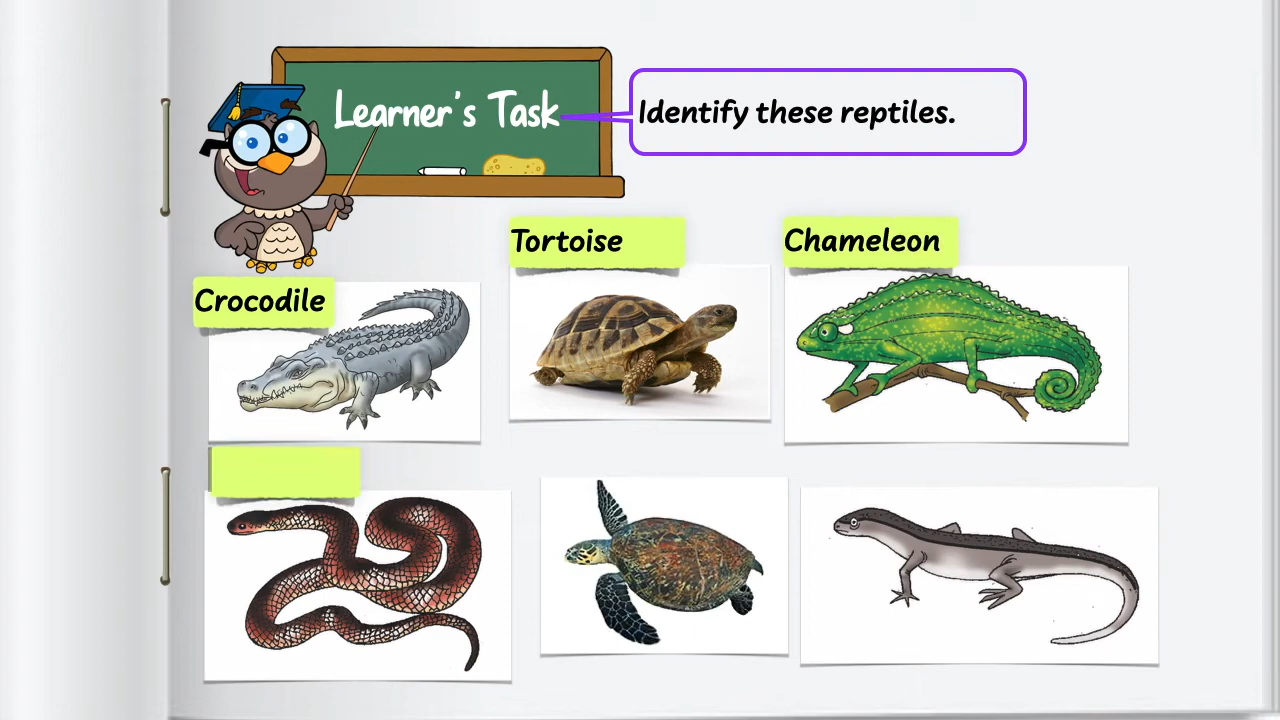 Learner's Task
Identify these reptiles.
Tortoise
Chameleon
Crocodile